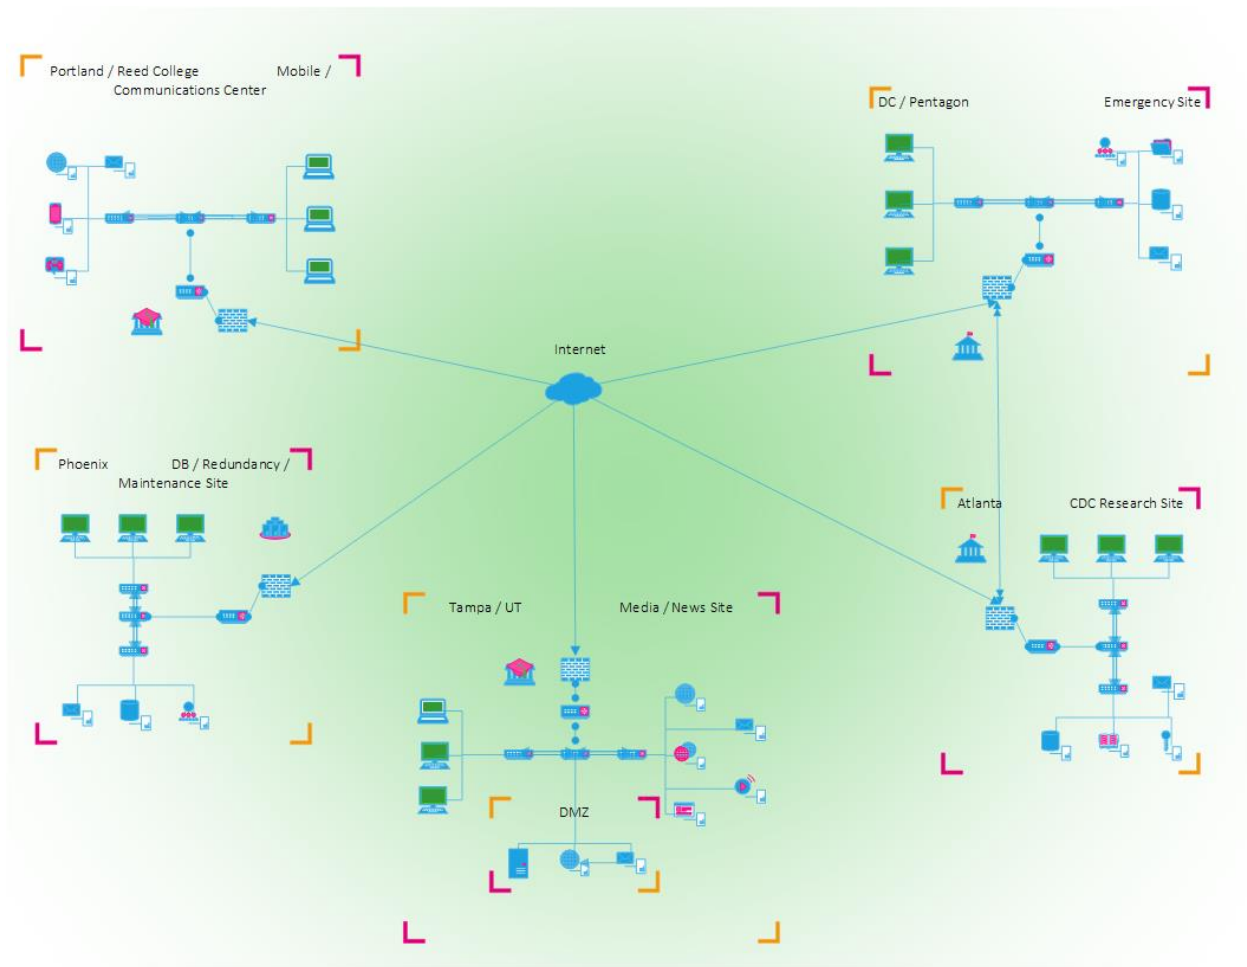 Portland / Reed College Mobile /
Communications Center
DC / Pentagon Emergency Site
Internet
Phoenix DB / Redundancy /
Maintenance Site
Atlanta CDC Research Site
Tampa / UT Media / News Site
DMZ